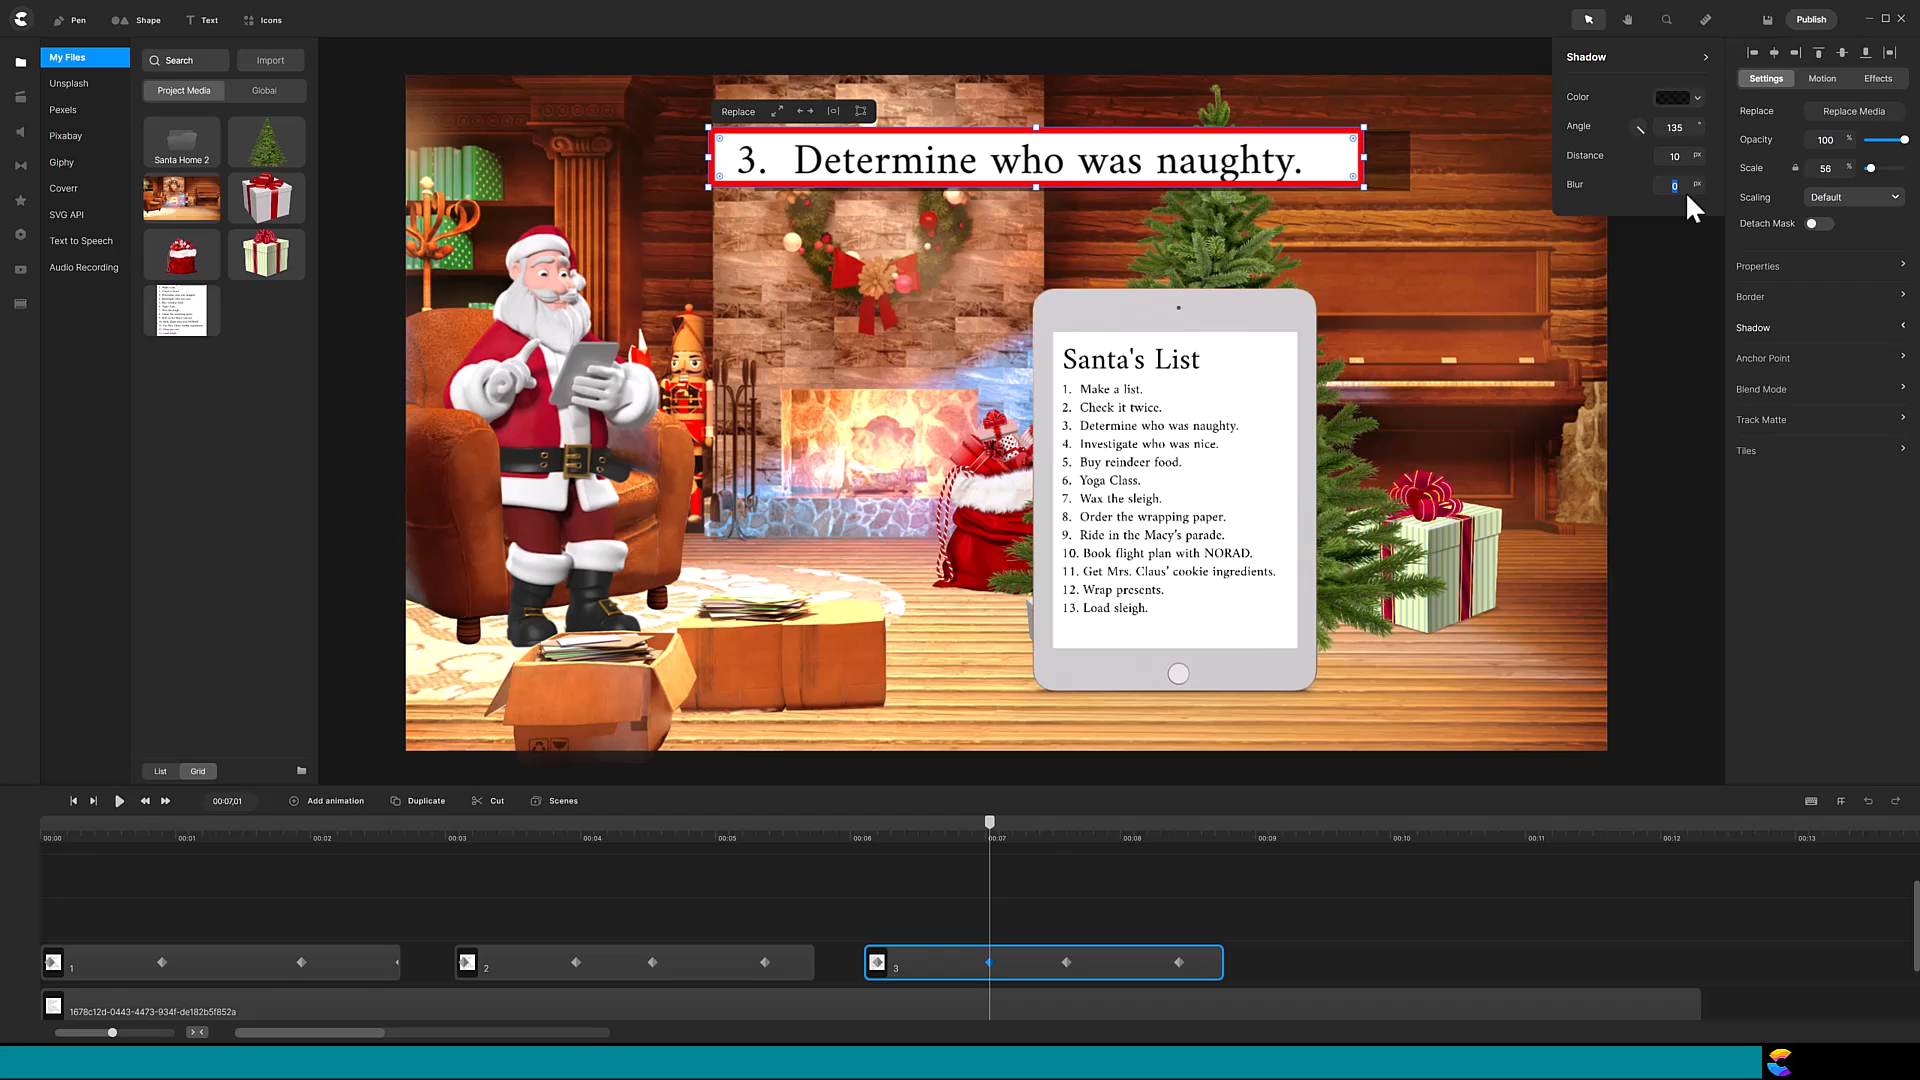 Pen
Shape
Text
Icons
Publish
My Files
Unsplash
Pexels
Pixabay
Giphy
Coverr
SVG API
Text to Speech
Audio Recording
Search
Import
Project Media
Global
Santa Home 2
List
Grid
Replace
3. Determine who was naughty.
Santa's List
1. Make a list.
2. Check it twice.
3. Determine who was naughty.
4. Investigate who was nice.
5. Buy reindeer food.
6. Yoga Class.
7. Wax the sleigh.
8. Order the wrapping paper.
9. Ride in the Macy's parade.
10. Book flight plan with NORAD.
11. Get Mrs. Claus' cookie ingredients.
12. Wrap presents.
13. Load sleigh.
Shadow
Color
Angle 135 °
Distance 10 px
Blur 0 px
Settings
Motion
Effects
Replace
Replace Media
Opacity 100 %
Scale 56 %
Scaling Default
Detach Mask
Properties
Border
Shadow
Anchor Point
Blend Mode
Track Matte
Tiles
00:07,01
Add animation
Duplicate
Cut
Scenes
00:00 00:01 00:02 00:03 00:04 00:05 00:06 00:07 00:08 00:09 00:10 00:11 00:12 00:13
1
2
3
1678c12d-0443-4473-934f-de182b5f852a